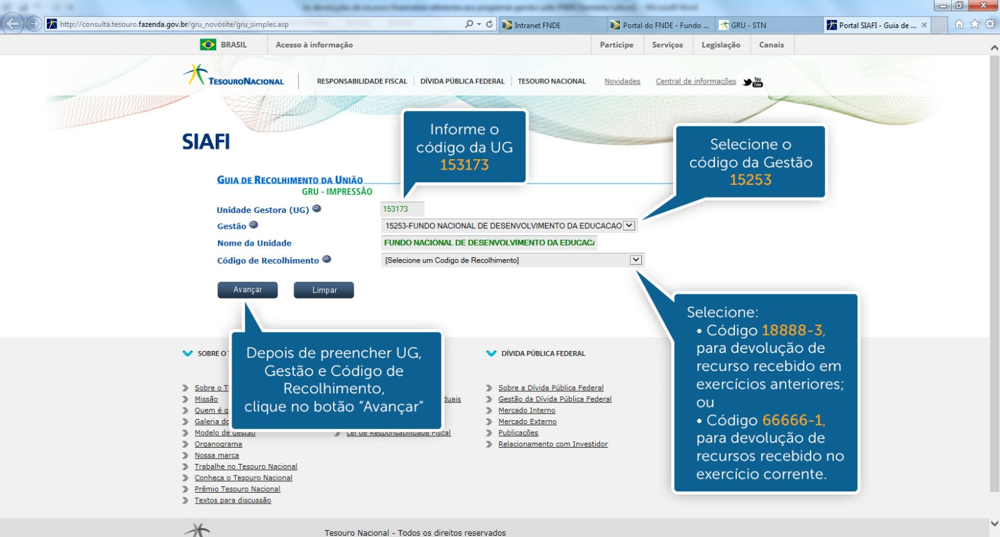 http://consulta.tesouro.fazenda.gov.br/gru_novosite/gru_simples.asp
Intranet FNDE
Portal do FNDE - Fundo ...
GRU - STN
Portal SIAFI - Guia de ...
BRASIL
Acesso à informação
Participe
Serviços
Legislação
Canais
TESOURONACIONAL
RESPONSABILIDADE FISCAL
DÍVIDA PÚBLICA FEDERAL
TESOURO NACIONAL
Novidades
Central de informações
You Tube
SIAFI
Informe o
código da UG
153173
Selecione o
código da Gestão
15253
GUIA DE RECOLHIMENTO DA UNIÃO
GRU - IMPRESSÃO
Unidade Gestora (UG)
153173
Gestão
15253-FUNDO NACIONAL DE DESENVOLVIMENTO DA EDUCACAO
Nome da Unidade
FUNDO NACIONAL DE DESENVOLVIMENTO DA EDUCAC
Código de Recolhimento
[Selecione um Codigo de Recolhimento]
Avançar
Limpar
Selecione:
• Código 18888-3,
para devolução de
recurso recebido em
exercícios anteriores;
ou
• Código 66666-1,
para devolução de
recursos recebido no
exercício corrente.
Depois de preencher UG,
Gestão e Código de
Recolhimento,
clique no botão “Avançar”
SOBRE O
Sobre o T
Missão
Quem é q
Galeria do
Modelo de gestão
Organograma
Nossa marca
Trabalhe no Tesouro Nacional
Conheça o Tesouro Nacional
Prêmio Tesouro Nacional
Textos para discussão
duais
Lei de Responsabilidade Fiscal
DÍVIDA PÚBLICA FEDERAL
Sobre a Dívida Pública Federal
Gestão da Dívida Pública Federal
Mercado Interno
Mercado Externo
Publicações
Relacionamento com Investidor
Tesouro Nacional - Todos os direitos reservados